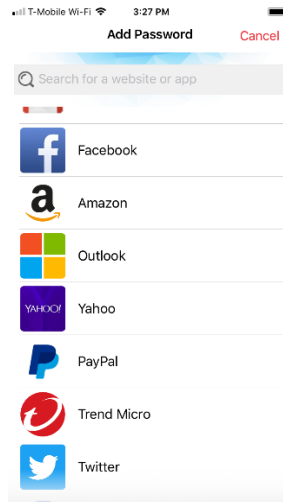 T-Mobile Wi-Fi 3:27 PM
Add Password Cancel
Search for a website or app
f Facebook
a Amazon
Outlook
YAHOO! Yahoo
P PayPal
Trend Micro
Twitter